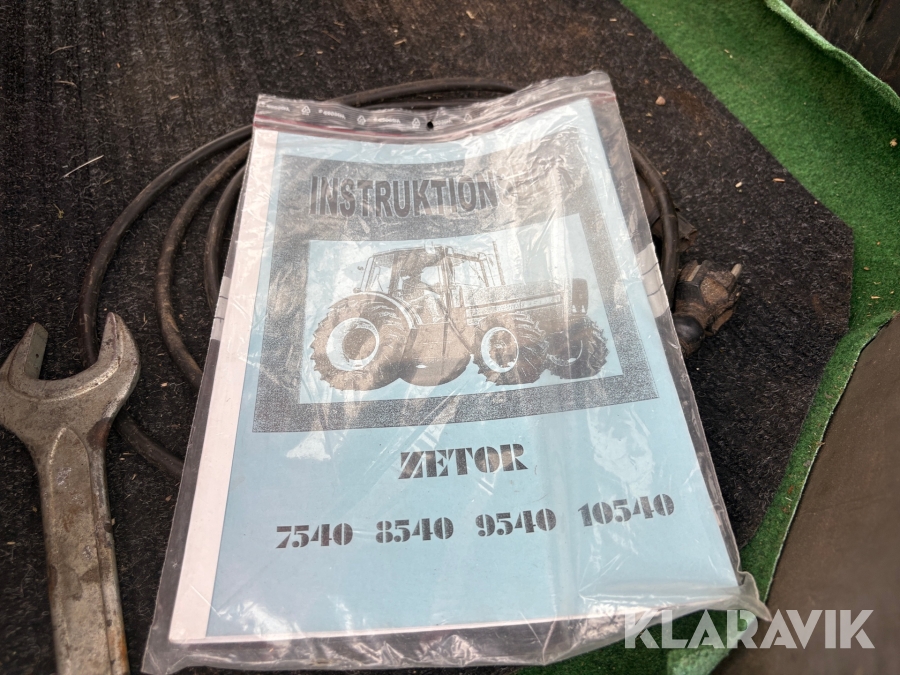 INSTRUKTION
ZETOR
7540 8540 9540 10540
KLARAVIK